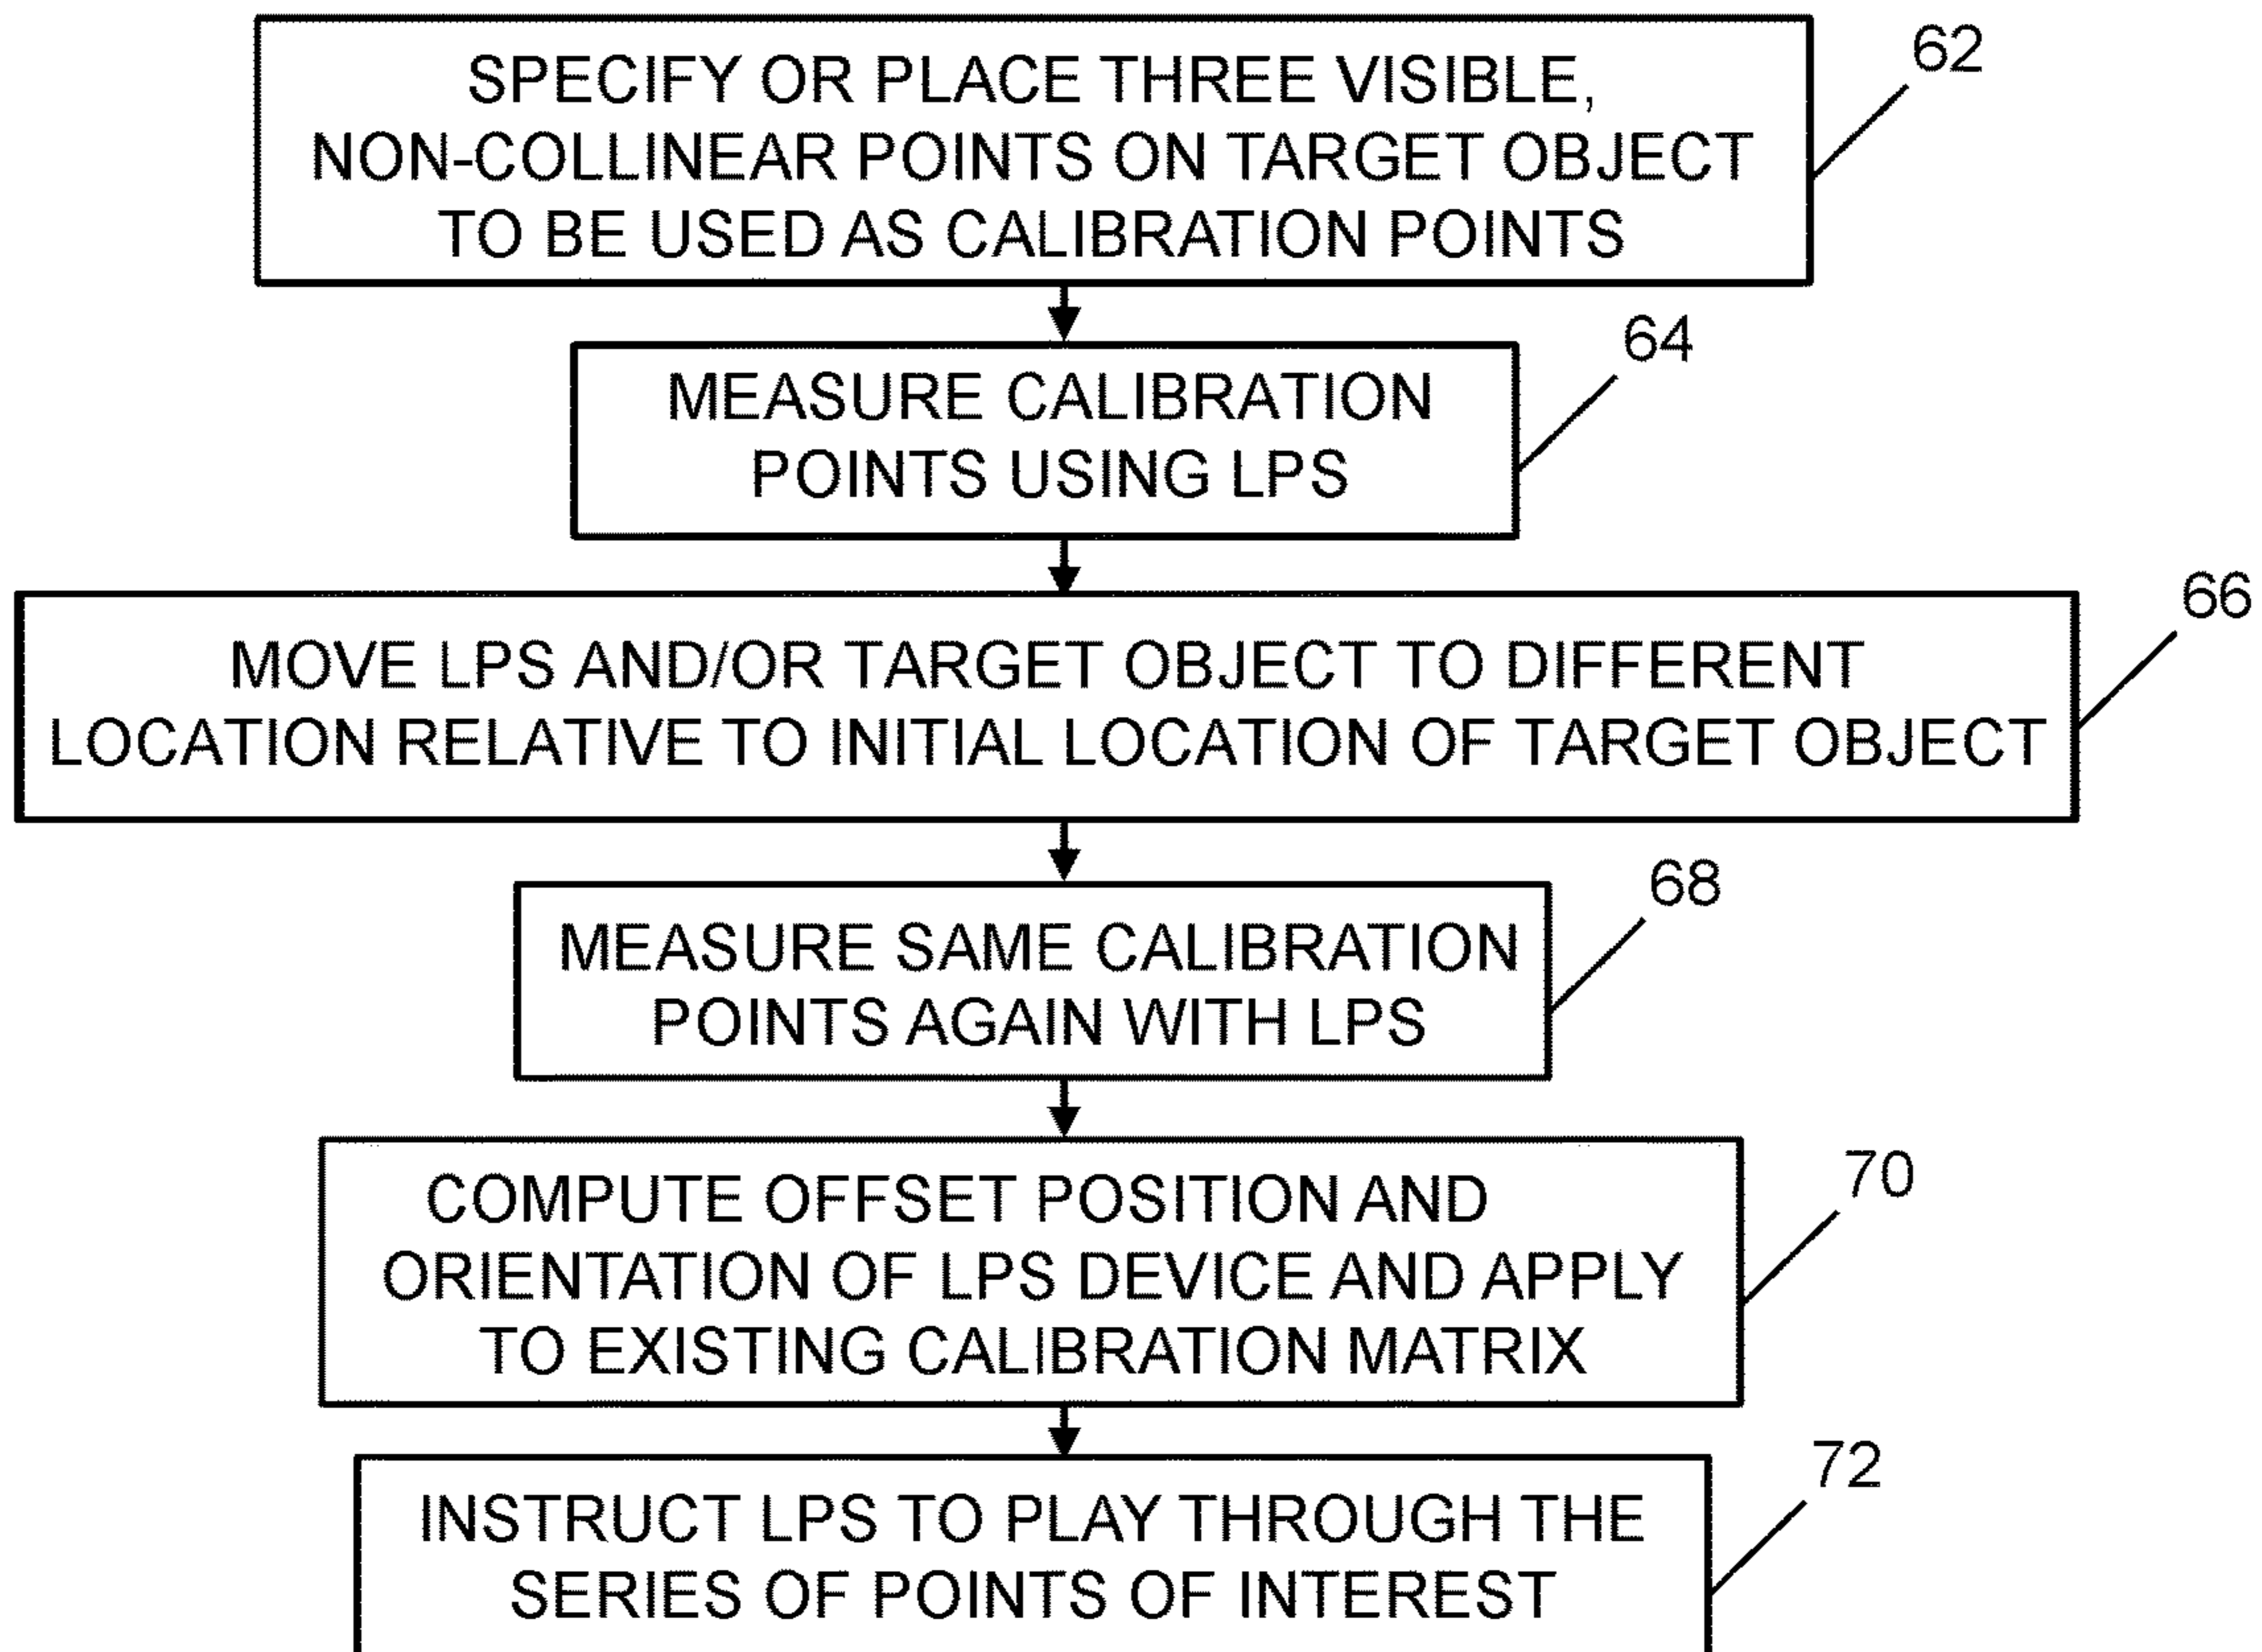 SPECIFY OR PLACE THREE VISIBLE,
NON-COLLINEAR POINTS ON TARGET OBJECT
TO BE USED AS CALIBRATION POINTS
62
MEASURE CALIBRATION
POINTS USING LPS
64
MOVE LPS AND/OR TARGET OBJECT TO DIFFERENT
LOCATION RELATIVE TO INITIAL LOCATION OF TARGET OBJECT
66
MEASURE SAME CALIBRATION
POINTS AGAIN WITH LPS
68
COMPUTE OFFSET POSITION AND
ORIENTATION OF LPS DEVICE AND APPLY
TO EXISTING CALIBRATION MATRIX
70
INSTRUCT LPS TO PLAY THROUGH THE
SERIES OF POINTS OF INTEREST
72